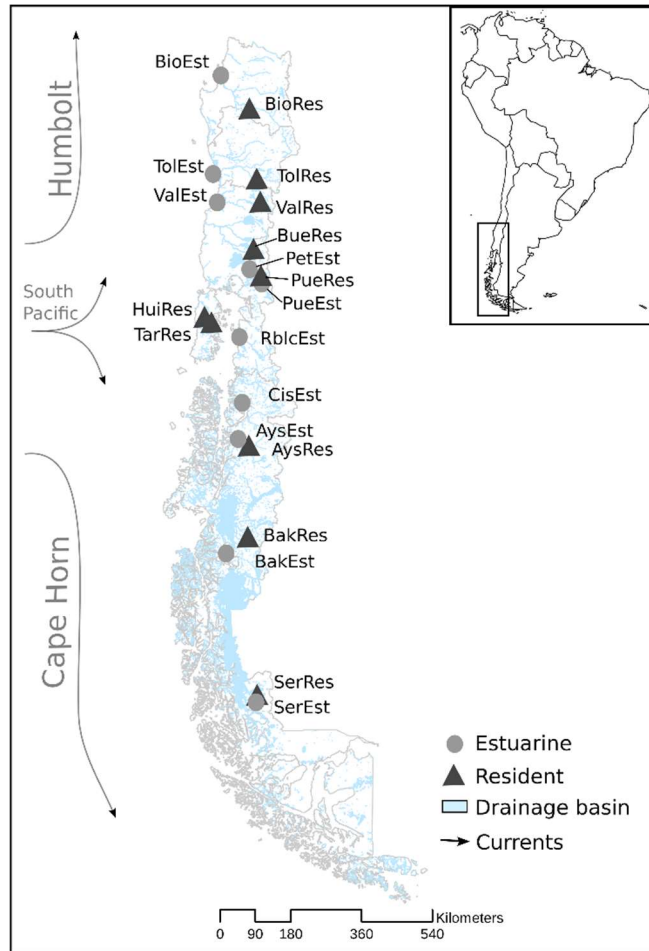 Humbolt
South
Pacific
Cape Horn
BioEst
BioRes
TolEst
TolRes
ValEst
ValRes
BueRes
PetEst
PueRes
PueEst
HuiRes
TarRes
RblcEst
CisEst
AysEst
AysRes
BakRes
BakEst
SerRes
SerEst
Estuarine
Resident
Drainage basin
Currents
Kilometers
0 90 180 360 540